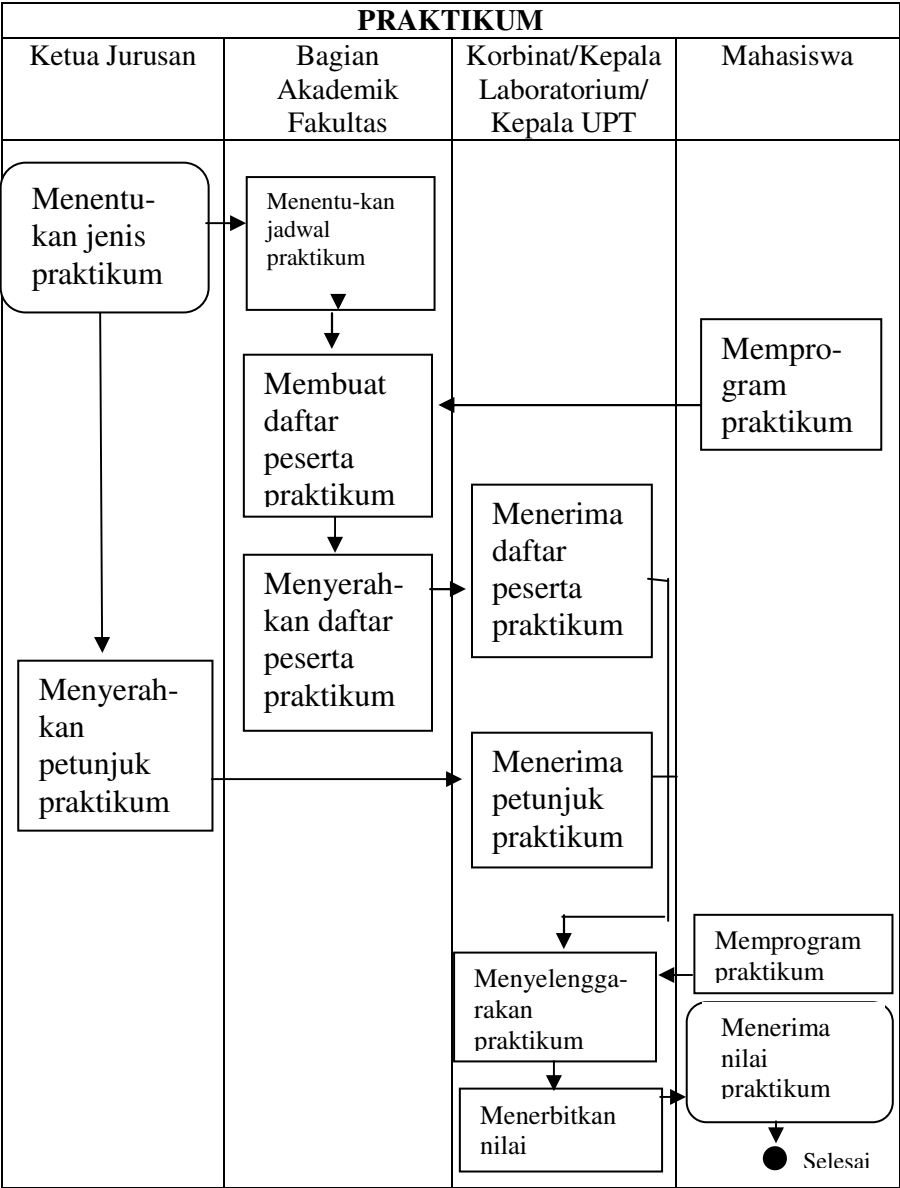 PRAKTIKUM
Ketua Jurusan
Bagian
Akademik
Fakultas
Korbinat/Kepala
Laboratorium/
Kepala UPT
Mahasiswa
Menentu-
kan jenis
praktikum
Menentu-kan
jadwal
praktikum
Mempro-
gram
praktikum
Membuat
daftar
peserta
praktikum
Menerima
daftar
peserta
praktikum
Menyerah-
kan daftar
peserta
praktikum
Menyerah-
kan
petunjuk
praktikum
Menerima
petunjuk
praktikum
Memprogram
praktikum
Menyelengga-
rakan
praktikum
Menerima
nilai
praktikum
Menerbitkan
nilai
Selesai